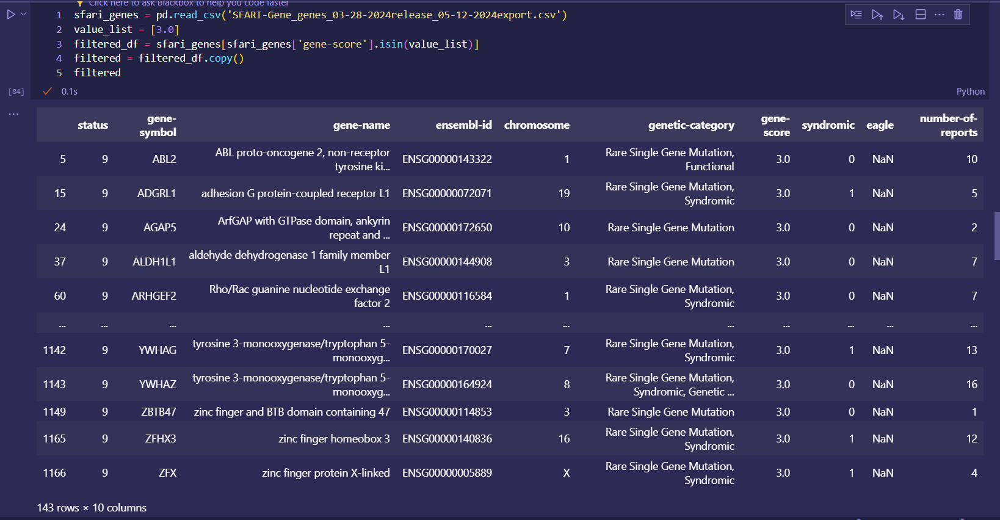 Click here to ask Blackbox to help you code faster
1 sfari_genes = pd.read_csv('SFARI-Gene_genes_03-28-2024release_05-12-2024export.csv')
2 value_list = [3.0]
3 filtered_df = sfari_genes[sfari_genes['gene-score'].isin(value_list)]
4 filtered = filtered_df.copy()
5 filtered
[84] 0.1s Python
...
status gene-symbol gene-name ensembl-id chromosome genetic-category gene-score syndromic eagle number-of-reports
5 9 ABL2 ABL proto-oncogene 2, non-receptor tyrosine ki... ENSG00000143322 1 Rare Single Gene Mutation, Functional 3.0 0 NaN 10
15 9 ADGRL1 adhesion G protein-coupled receptor L1 ENSG00000072071 19 Rare Single Gene Mutation, Syndromic 3.0 1 NaN 5
24 9 AGAP5 ArfGAP with GTPase domain, ankyrin repeat and ... ENSG00000172650 10 Rare Single Gene Mutation 3.0 0 NaN 2
37 9 ALDH1L1 aldehyde dehydrogenase 1 family member L1 ENSG00000144908 3 Rare Single Gene Mutation 3.0 0 NaN 7
60 9 ARHGEF2 Rho/Rac guanine nucleotide exchange factor 2 ENSG00000116584 1 Rare Single Gene Mutation, Syndromic 3.0 0 NaN 7
... ... ... ... ... ... ... ... ... ... ...
1142 9 YWHAG tyrosine 3-monooxygenase/tryptophan 5-monooxyg... ENSG00000170027 7 Rare Single Gene Mutation, Syndromic 3.0 1 NaN 13
1143 9 YWHAZ tyrosine 3-monooxygenase/tryptophan 5-monooxyg... ENSG00000164924 8 Rare Single Gene Mutation, Syndromic, Genetic ... 3.0 0 NaN 16
1149 9 ZBTB47 zinc finger and BTB domain containing 47 ENSG00000114853 3 Rare Single Gene Mutation 3.0 0 NaN 1
1165 9 ZFHX3 zinc finger homeobox 3 ENSG00000140836 16 Rare Single Gene Mutation, Syndromic 3.0 1 NaN 12
1166 9 ZFX zinc finger protein X-linked ENSG00000005889 X Rare Single Gene Mutation, Syndromic 3.0 1 NaN 4
143 rows × 10 columns